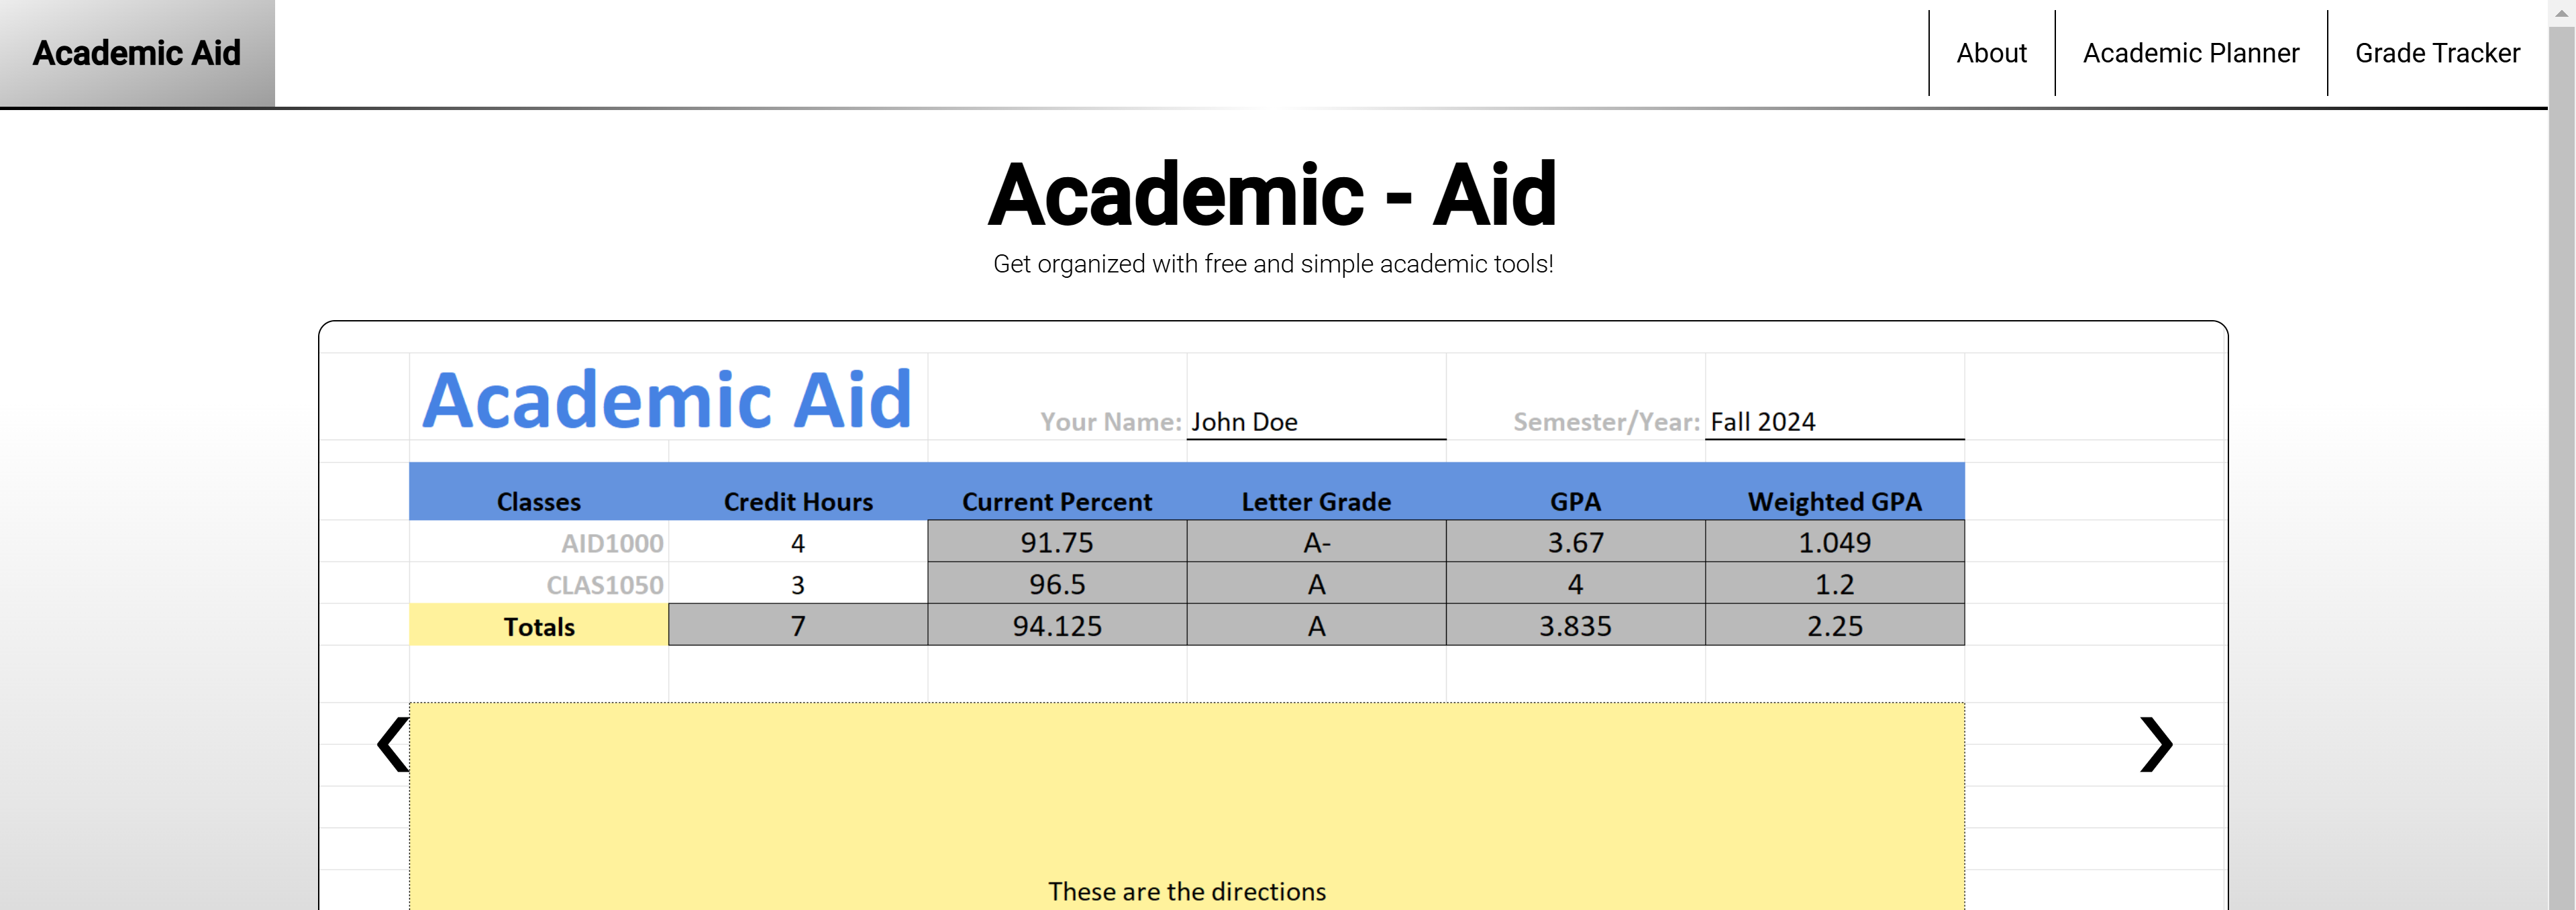 Academic Aid
About
Academic Planner
Grade Tracker
Academic - Aid
Get organized with free and simple academic tools!
Academic Aid
Your Name: John Doe
Semester/Year: Fall 2024
Classes Credit Hours Current Percent Letter Grade GPA Weighted GPA
AID1000 4 91.75 A- 3.67 1.049
CLAS1050 3 96.5 A 4 1.2
Totals 7 94.125 A 3.835 2.25
These are the directions